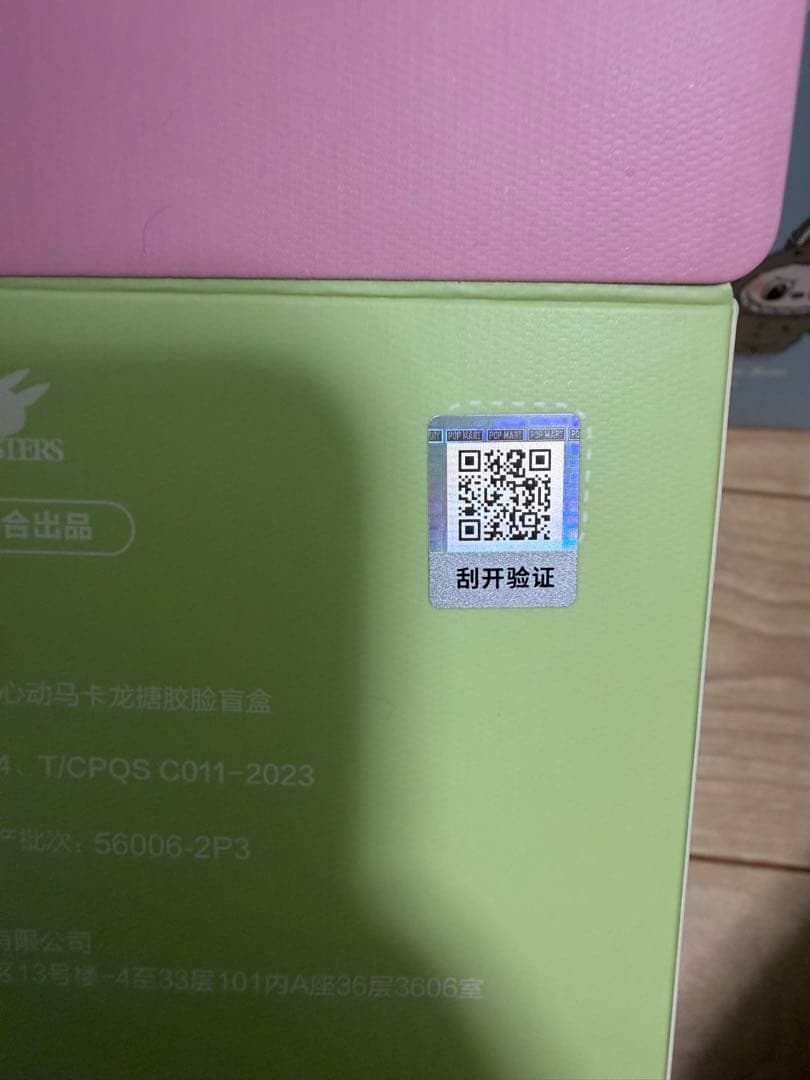 STERS
POP MART POP MART POP MART PO
合出品
刮开验证
心动马卡龙搪胶脸盲盒
4、T/CPQS C011-2023
产批次：56006-2P3
有限公司
区13号楼-4至33层101内A座36层3606室